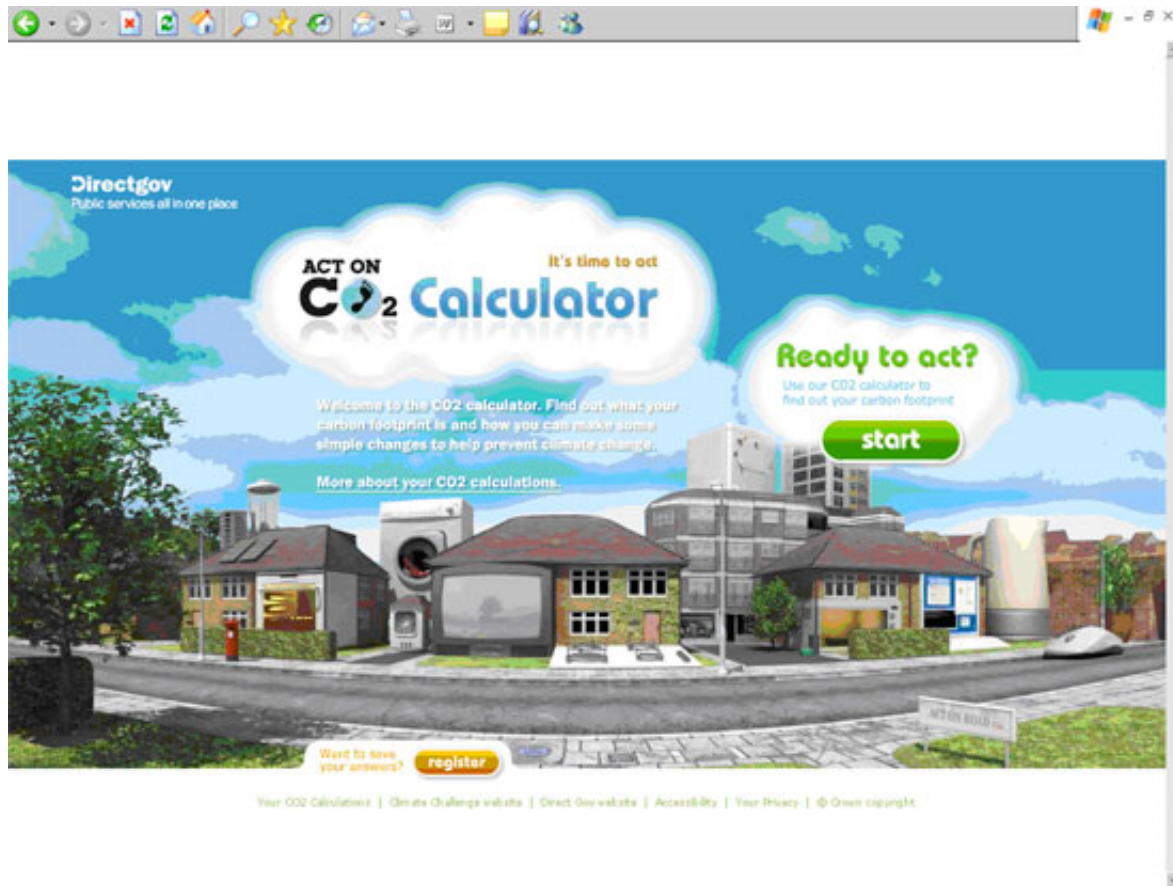 Directgov
Public services all in one place
It's time to act
ACT ON
CO2 Calculator
Ready to act?
Use our CO2 calculator to
find out your carbon footprint
start
Welcome to the CO2 calculator. Find out what your
carbon footprint is and how you can make some
simple changes to help prevent climate change.
More about your CO2 calculations.
ACT ON ROAD
Want to save
your answers?
register
Your CO2 Calculations | Climate Challenge website | Direct Gov website | Accessibility | Your Privacy | © Crown copyright